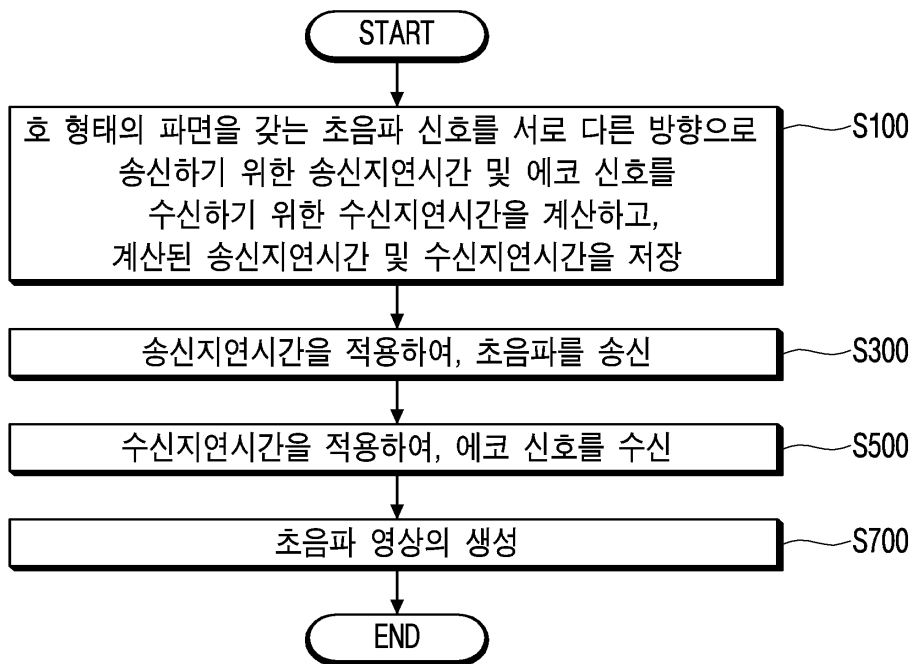 START
호 형태의 파면을 갖는 초음파 신호를 서로 다른 방향으로
송신하기 위한 송신지연시간 및 에코 신호를
수신하기 위한 수신지연시간을 계산하고,
계산된 송신지연시간 및 수신지연시간을 저장
S100
송신지연시간을 적용하여, 초음파를 송신
S300
수신지연시간을 적용하여, 에코 신호를 수신
S500
초음파 영상의 생성
S700
END